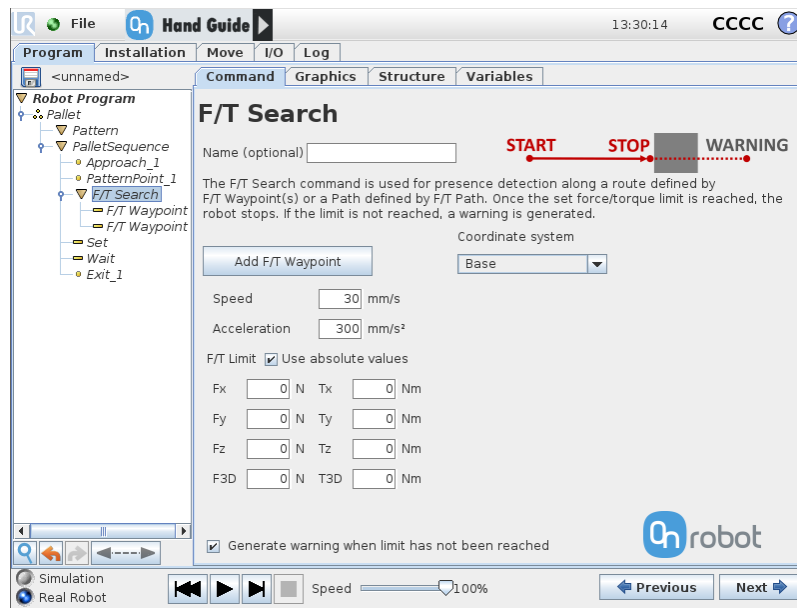 UR File On Hand Guide 13:30:14 CCCC ?
Program Installation Move I/O Log
<unnamed> Command Graphics Structure Variables
Robot Program
Pallet
Pattern
PalletSequence
Approach_1
PatternPoint_1
F/T Search
F/T Waypoint
F/T Waypoint
Set
Wait
Exit_1
F/T Search
Name (optional)
START STOP WARNING
The F/T Search command is used for presence detection along a route defined by
F/T Waypoint(s) or a Path defined by F/T Path. Once the set force/torque limit is reached, the
robot stops. If the limit is not reached, a warning is generated.
Coordinate system
Add F/T Waypoint Base
Speed 30 mm/s
Acceleration 300 mm/s²
F/T Limit Use absolute values
Fx 0 N Tx 0 Nm
Fy 0 N Ty 0 Nm
Fz 0 N Tz 0 Nm
F3D 0 N T3D 0 Nm
Generate warning when limit has not been reached
On robot
Simulation
Real Robot
Speed 100%
Previous Next